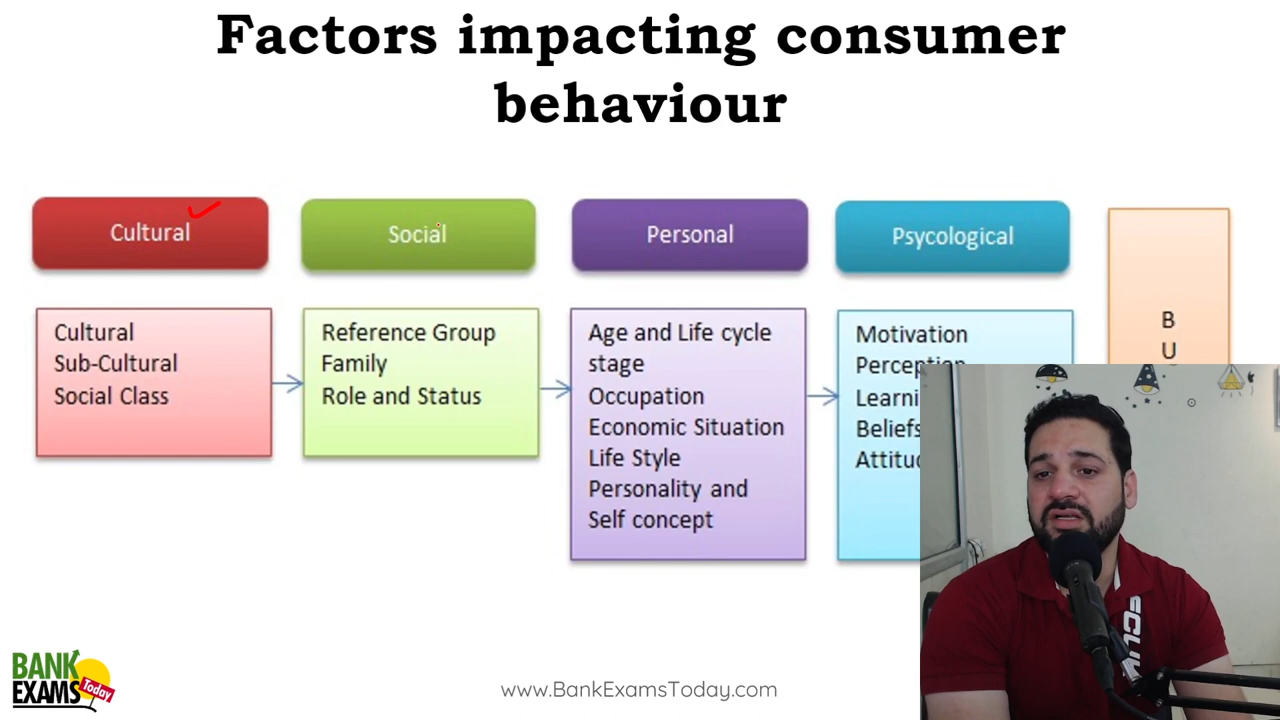 Factors impacting consumer
behaviour
Cultural
Social
Personal
Psycological
Cultural
Sub-Cultural
Social Class
Reference Group
Family
Role and Status
Age and Life cycle
stage
Occupation
Economic Situation
Life Style
Personality and
Self concept
Motivation
Perception
B
U
BANK
EXAMS
Today
www.BankExamsToday.com